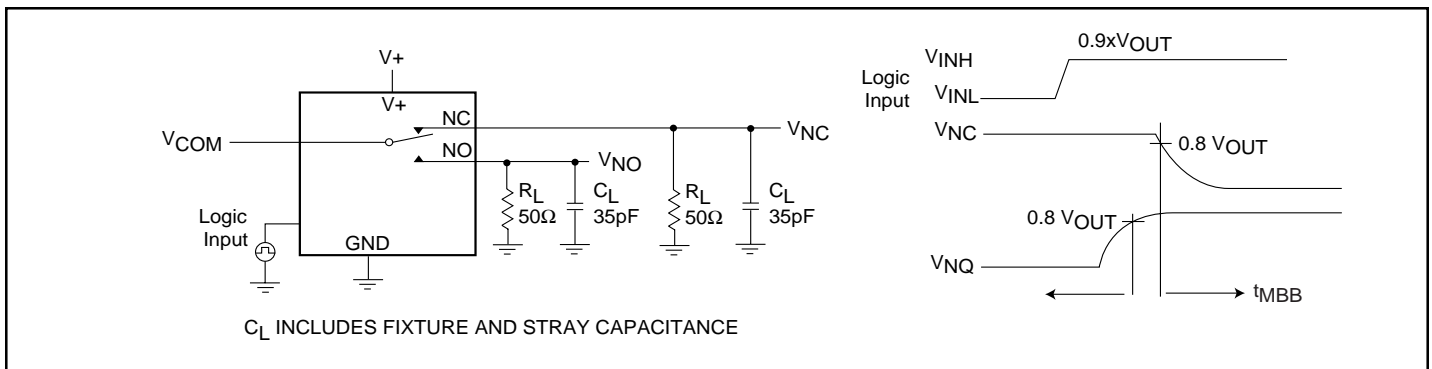 V+
V+
NC
VNC
VCOM
NO
VNO
RL
50Ω
CL
35pF
RL
50Ω
CL
35pF
Logic
Input
GND
CL INCLUDES FIXTURE AND STRAY CAPACITANCE
0.9xVOUT
VINH
Logic
Input
VINL
VNC
0.8 VOUT
0.8 VOUT
VNQ
tMBB